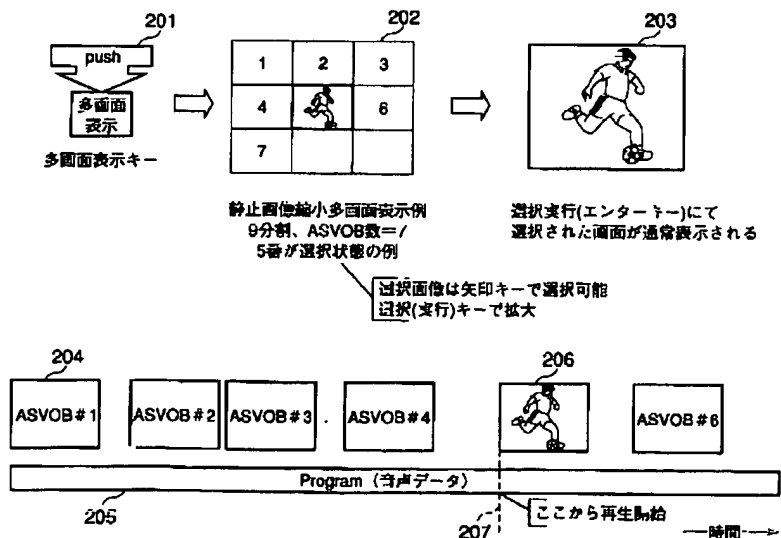 201
push
多画面
表示
多画面表示キー
202
1 2 3
4 6
7
静止画像縮小多画面表示例
9分割、ASVOB数=7
5番が選択状態の例
選択画像は矢印キーで選択可能
選択(実行)キーで拡大
203
選択実行(エンターキー)にて
選択された画面が通常表示される
204
206
ASVOB#1
ASVOB#2
ASVOB#3
ASVOB#4
ASVOB#6
Program (音声データ)
205
207
ここから再生開始
時間